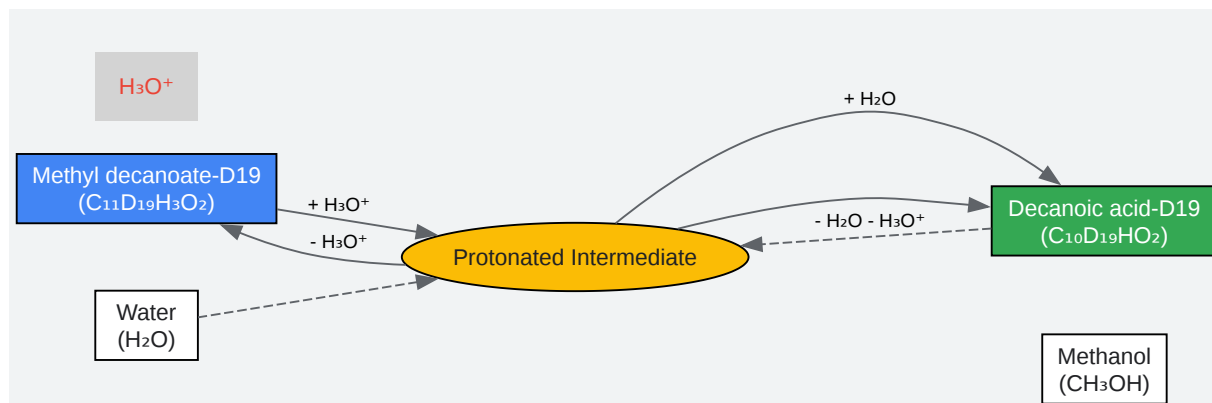 H₃O⁺
Methyl decanoate-D19
(C₁₁D₁₉H₃O₂)
+ H₃O⁺
- H₃O⁺
Water
(H₂O)
Protonated Intermediate
+ H₂O
- H₂O - H₃O⁺
Decanoic acid-D19
(C₁₀D₁₉HO₂)
Methanol
(CH₃OH)